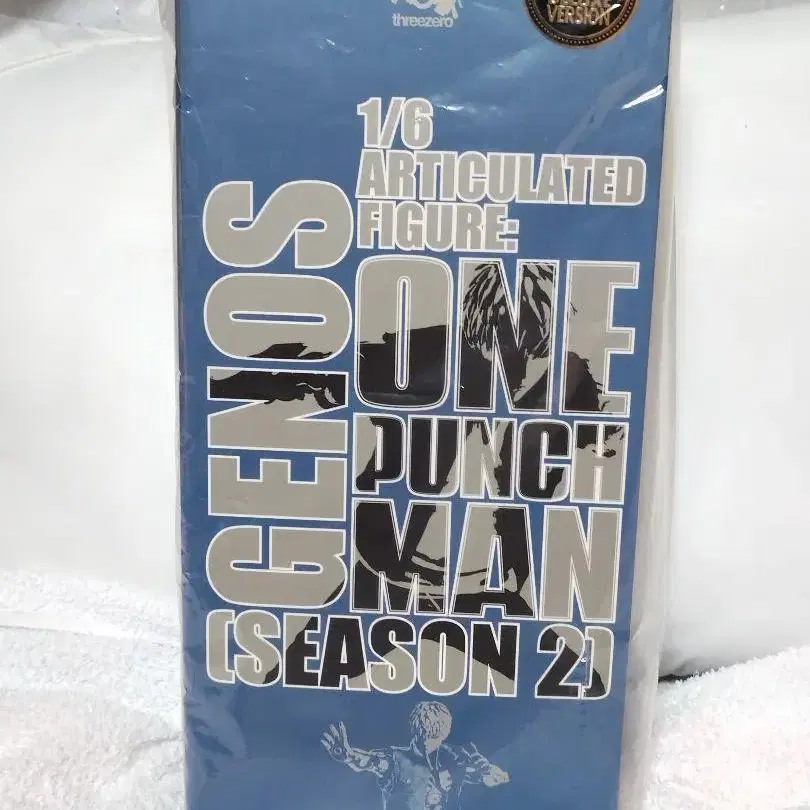 threezero
VERSION
1/6
ARTICULATED
FIGURE:
GENOS
ONE
PUNCH
MAN
(SEASON 2)